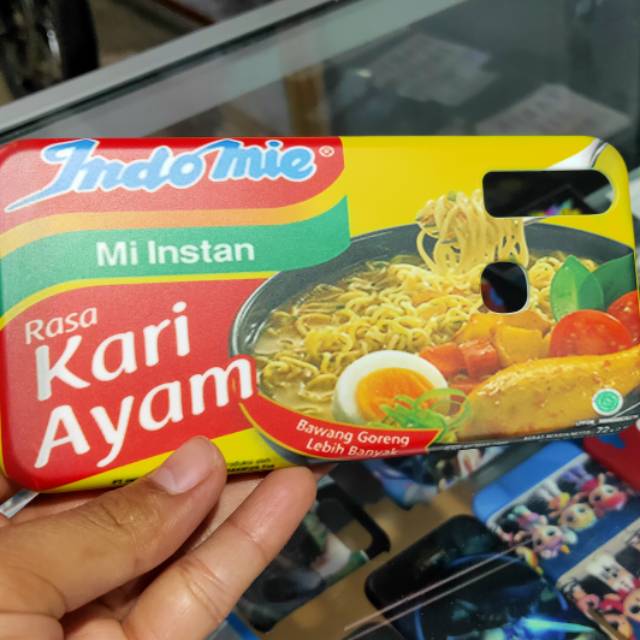 Indomie®
Mi Instan
Rasa
Kari
Ayam
Bawang Goreng
Lebih Banyak